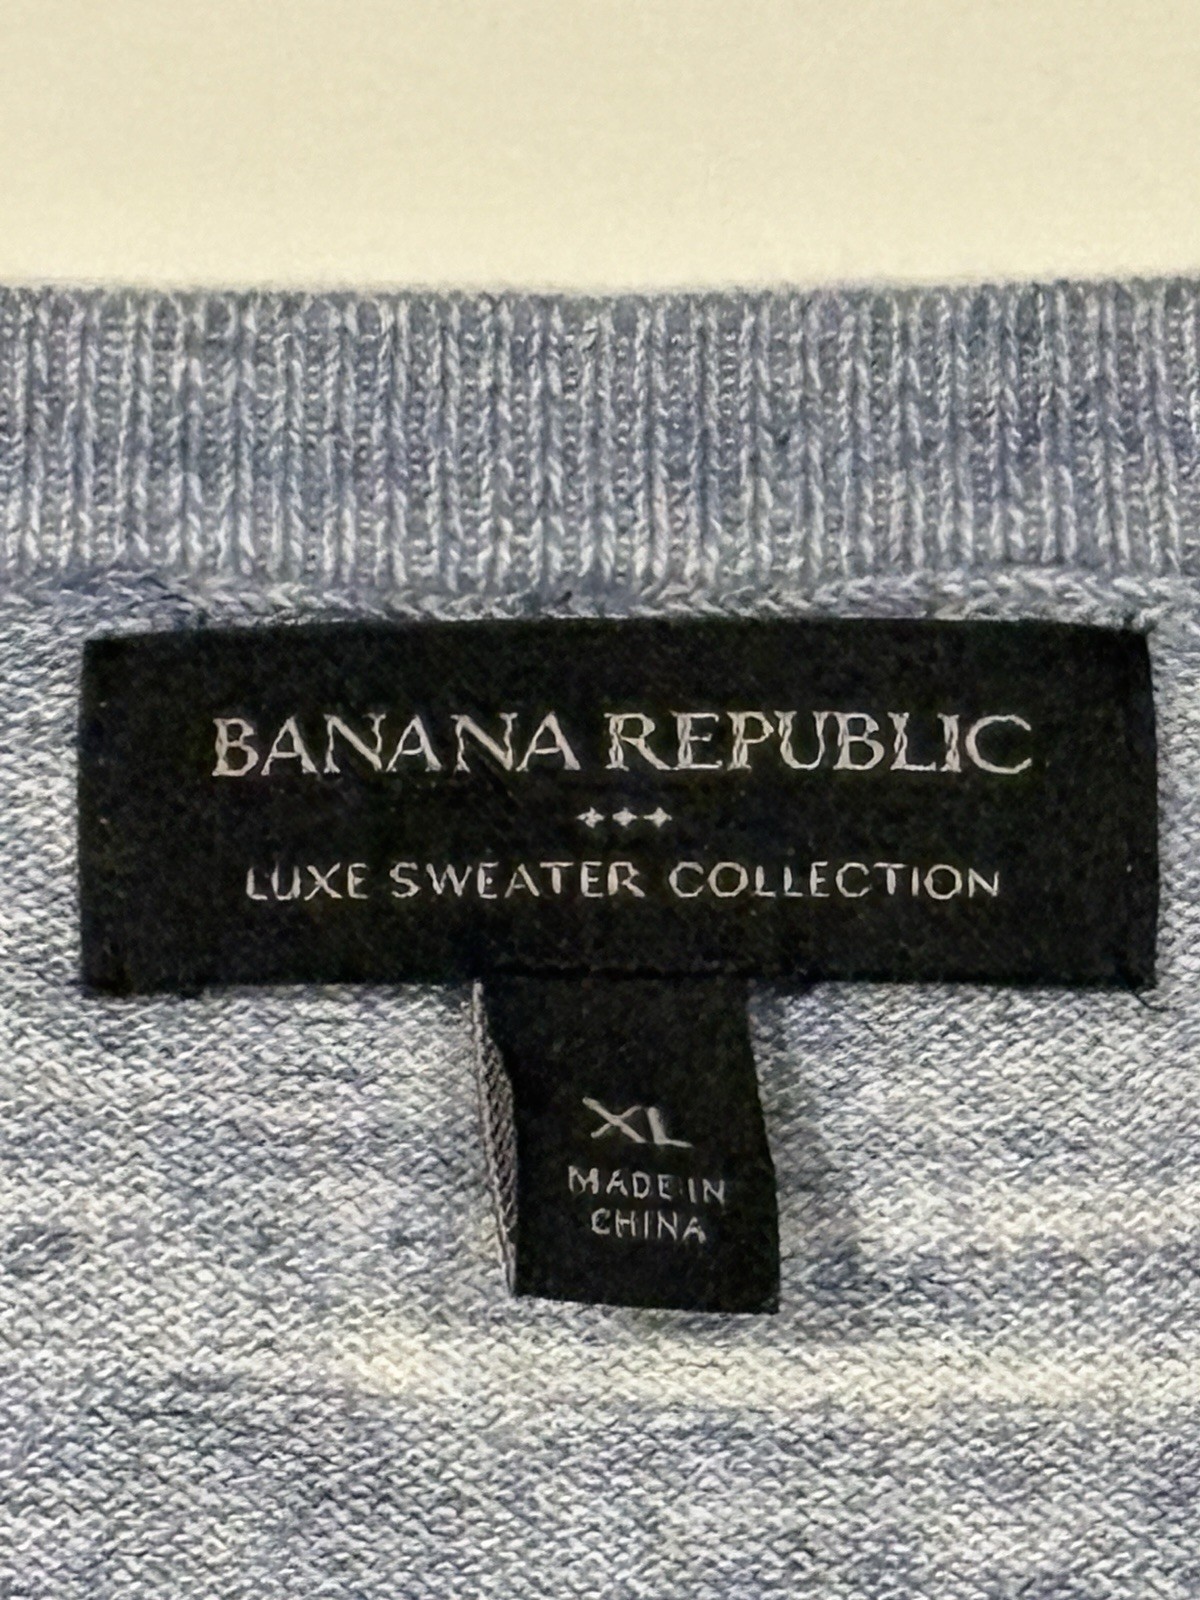 BANANA REPUBLIC
LUXE SWEATER COLLECTION
XL
MADE IN
CHINA